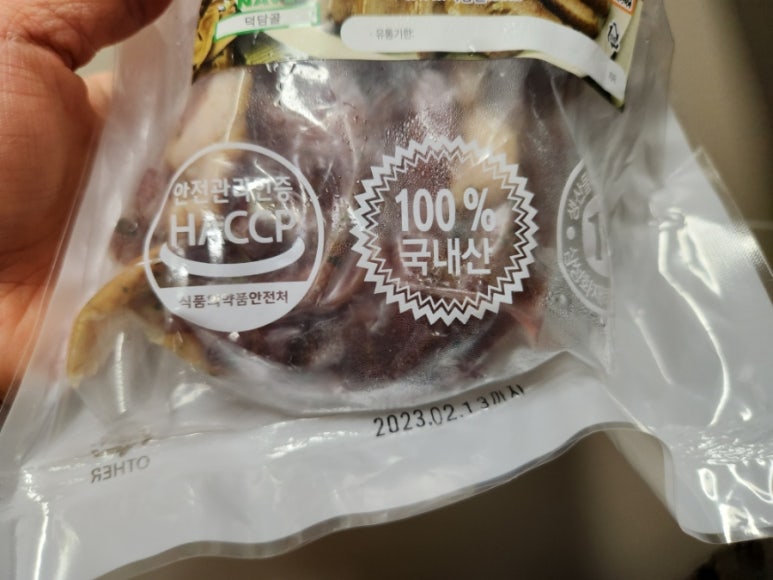 덕담골
· 유통기한:
안전관리인증
HACCP
식품의약품안전처
100%
국내산
2023.02.13까지
OTHER